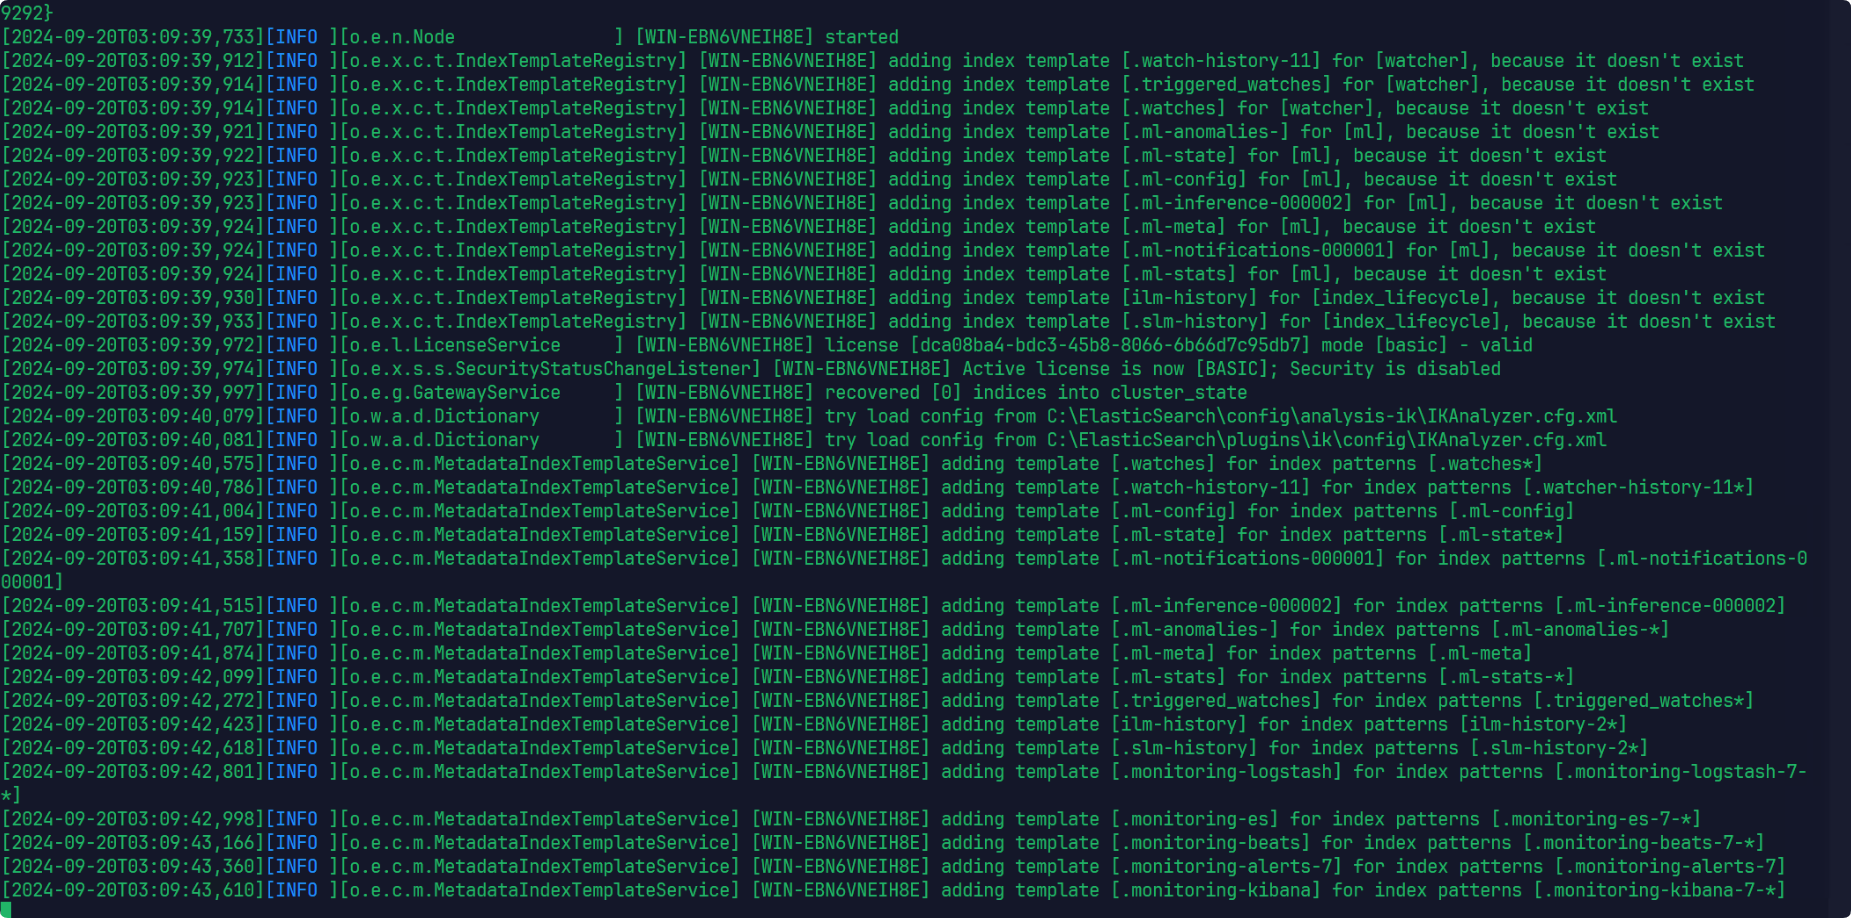 9292}
[2024-09-20T03:09:39,733][INFO ][o.e.n.Node               ] [WIN-EBN6VNEIH8E] started
[2024-09-20T03:09:39,912][INFO ][o.e.x.c.t.IndexTemplateRegistry] [WIN-EBN6VNEIH8E] adding index template [.watch-history-11] for [watcher], because it doesn't exist
[2024-09-20T03:09:39,914][INFO ][o.e.x.c.t.IndexTemplateRegistry] [WIN-EBN6VNEIH8E] adding index template [.triggered_watches] for [watcher], because it doesn't exist
[2024-09-20T03:09:39,914][INFO ][o.e.x.c.t.IndexTemplateRegistry] [WIN-EBN6VNEIH8E] adding index template [.watches] for [watcher], because it doesn't exist
[2024-09-20T03:09:39,921][INFO ][o.e.x.c.t.IndexTemplateRegistry] [WIN-EBN6VNEIH8E] adding index template [.ml-anomalies-] for [ml], because it doesn't exist
[2024-09-20T03:09:39,922][INFO ][o.e.x.c.t.IndexTemplateRegistry] [WIN-EBN6VNEIH8E] adding index template [.ml-state] for [ml], because it doesn't exist
[2024-09-20T03:09:39,923][INFO ][o.e.x.c.t.IndexTemplateRegistry] [WIN-EBN6VNEIH8E] adding index template [.ml-config] for [ml], because it doesn't exist
[2024-09-20T03:09:39,923][INFO ][o.e.x.c.t.IndexTemplateRegistry] [WIN-EBN6VNEIH8E] adding index template [.ml-inference-000002] for [ml], because it doesn't exist
[2024-09-20T03:09:39,924][INFO ][o.e.x.c.t.IndexTemplateRegistry] [WIN-EBN6VNEIH8E] adding index template [.ml-meta] for [ml], because it doesn't exist
[2024-09-20T03:09:39,924][INFO ][o.e.x.c.t.IndexTemplateRegistry] [WIN-EBN6VNEIH8E] adding index template [.ml-notifications-000001] for [ml], because it doesn't exist
[2024-09-20T03:09:39,924][INFO ][o.e.x.c.t.IndexTemplateRegistry] [WIN-EBN6VNEIH8E] adding index template [.ml-stats] for [ml], because it doesn't exist
[2024-09-20T03:09:39,930][INFO ][o.e.x.c.t.IndexTemplateRegistry] [WIN-EBN6VNEIH8E] adding index template [ilm-history] for [index_lifecycle], because it doesn't exist
[2024-09-20T03:09:39,933][INFO ][o.e.x.c.t.IndexTemplateRegistry] [WIN-EBN6VNEIH8E] adding index template [.slm-history] for [index_lifecycle], because it doesn't exist
[2024-09-20T03:09:39,972][INFO ][o.e.l.LicenseService     ] [WIN-EBN6VNEIH8E] license [dca08ba4-bdc3-45b8-8066-6b66d7c95db7] mode [basic] - valid
[2024-09-20T03:09:39,974][INFO ][o.e.x.s.s.SecurityStatusChangeListener] [WIN-EBN6VNEIH8E] Active license is now [BASIC]; Security is disabled
[2024-09-20T03:09:39,997][INFO ][o.e.g.GatewayService     ] [WIN-EBN6VNEIH8E] recovered [0] indices into cluster_state
[2024-09-20T03:09:40,079][INFO ][o.w.a.d.Dictionary       ] [WIN-EBN6VNEIH8E] try load config from C:\ElasticSearch\config\analysis-ik\IKAnalyzer.cfg.xml
[2024-09-20T03:09:40,081][INFO ][o.w.a.d.Dictionary       ] [WIN-EBN6VNEIH8E] try load config from C:\ElasticSearch\plugins\ik\config\IKAnalyzer.cfg.xml
[2024-09-20T03:09:40,575][INFO ][o.e.c.m.MetadataIndexTemplateService] [WIN-EBN6VNEIH8E] adding template [.watches] for index patterns [.watches*]
[2024-09-20T03:09:40,786][INFO ][o.e.c.m.MetadataIndexTemplateService] [WIN-EBN6VNEIH8E] adding template [.watch-history-11] for index patterns [.watcher-history-11*]
[2024-09-20T03:09:41,004][INFO ][o.e.c.m.MetadataIndexTemplateService] [WIN-EBN6VNEIH8E] adding template [.ml-config] for index patterns [.ml-config]
[2024-09-20T03:09:41,159][INFO ][o.e.c.m.MetadataIndexTemplateService] [WIN-EBN6VNEIH8E] adding template [.ml-state] for index patterns [.ml-state*]
[2024-09-20T03:09:41,358][INFO ][o.e.c.m.MetadataIndexTemplateService] [WIN-EBN6VNEIH8E] adding template [.ml-notifications-000001] for index patterns [.ml-notifications-0
00001]
[2024-09-20T03:09:41,515][INFO ][o.e.c.m.MetadataIndexTemplateService] [WIN-EBN6VNEIH8E] adding template [.ml-inference-000002] for index patterns [.ml-inference-000002]
[2024-09-20T03:09:41,707][INFO ][o.e.c.m.MetadataIndexTemplateService] [WIN-EBN6VNEIH8E] adding template [.ml-anomalies-] for index patterns [.ml-anomalies-*]
[2024-09-20T03:09:41,874][INFO ][o.e.c.m.MetadataIndexTemplateService] [WIN-EBN6VNEIH8E] adding template [.ml-meta] for index patterns [.ml-meta]
[2024-09-20T03:09:42,099][INFO ][o.e.c.m.MetadataIndexTemplateService] [WIN-EBN6VNEIH8E] adding template [.ml-stats] for index patterns [.ml-stats-*]
[2024-09-20T03:09:42,272][INFO ][o.e.c.m.MetadataIndexTemplateService] [WIN-EBN6VNEIH8E] adding template [.triggered_watches] for index patterns [.triggered_watches*]
[2024-09-20T03:09:42,423][INFO ][o.e.c.m.MetadataIndexTemplateService] [WIN-EBN6VNEIH8E] adding template [ilm-history] for index patterns [ilm-history-2*]
[2024-09-20T03:09:42,618][INFO ][o.e.c.m.MetadataIndexTemplateService] [WIN-EBN6VNEIH8E] adding template [.slm-history] for index patterns [.slm-history-2*]
[2024-09-20T03:09:42,801][INFO ][o.e.c.m.MetadataIndexTemplateService] [WIN-EBN6VNEIH8E] adding template [.monitoring-logstash] for index patterns [.monitoring-logstash-7-
*]
[2024-09-20T03:09:42,998][INFO ][o.e.c.m.MetadataIndexTemplateService] [WIN-EBN6VNEIH8E] adding template [.monitoring-es] for index patterns [.monitoring-es-7-*]
[2024-09-20T03:09:43,166][INFO ][o.e.c.m.MetadataIndexTemplateService] [WIN-EBN6VNEIH8E] adding template [.monitoring-beats] for index patterns [.monitoring-beats-7-*]
[2024-09-20T03:09:43,360][INFO ][o.e.c.m.MetadataIndexTemplateService] [WIN-EBN6VNEIH8E] adding template [.monitoring-alerts-7] for index patterns [.monitoring-alerts-7]
[2024-09-20T03:09:43,610][INFO ][o.e.c.m.MetadataIndexTemplateService] [WIN-EBN6VNEIH8E] adding template [.monitoring-kibana] for index patterns [.monitoring-kibana-7-*]